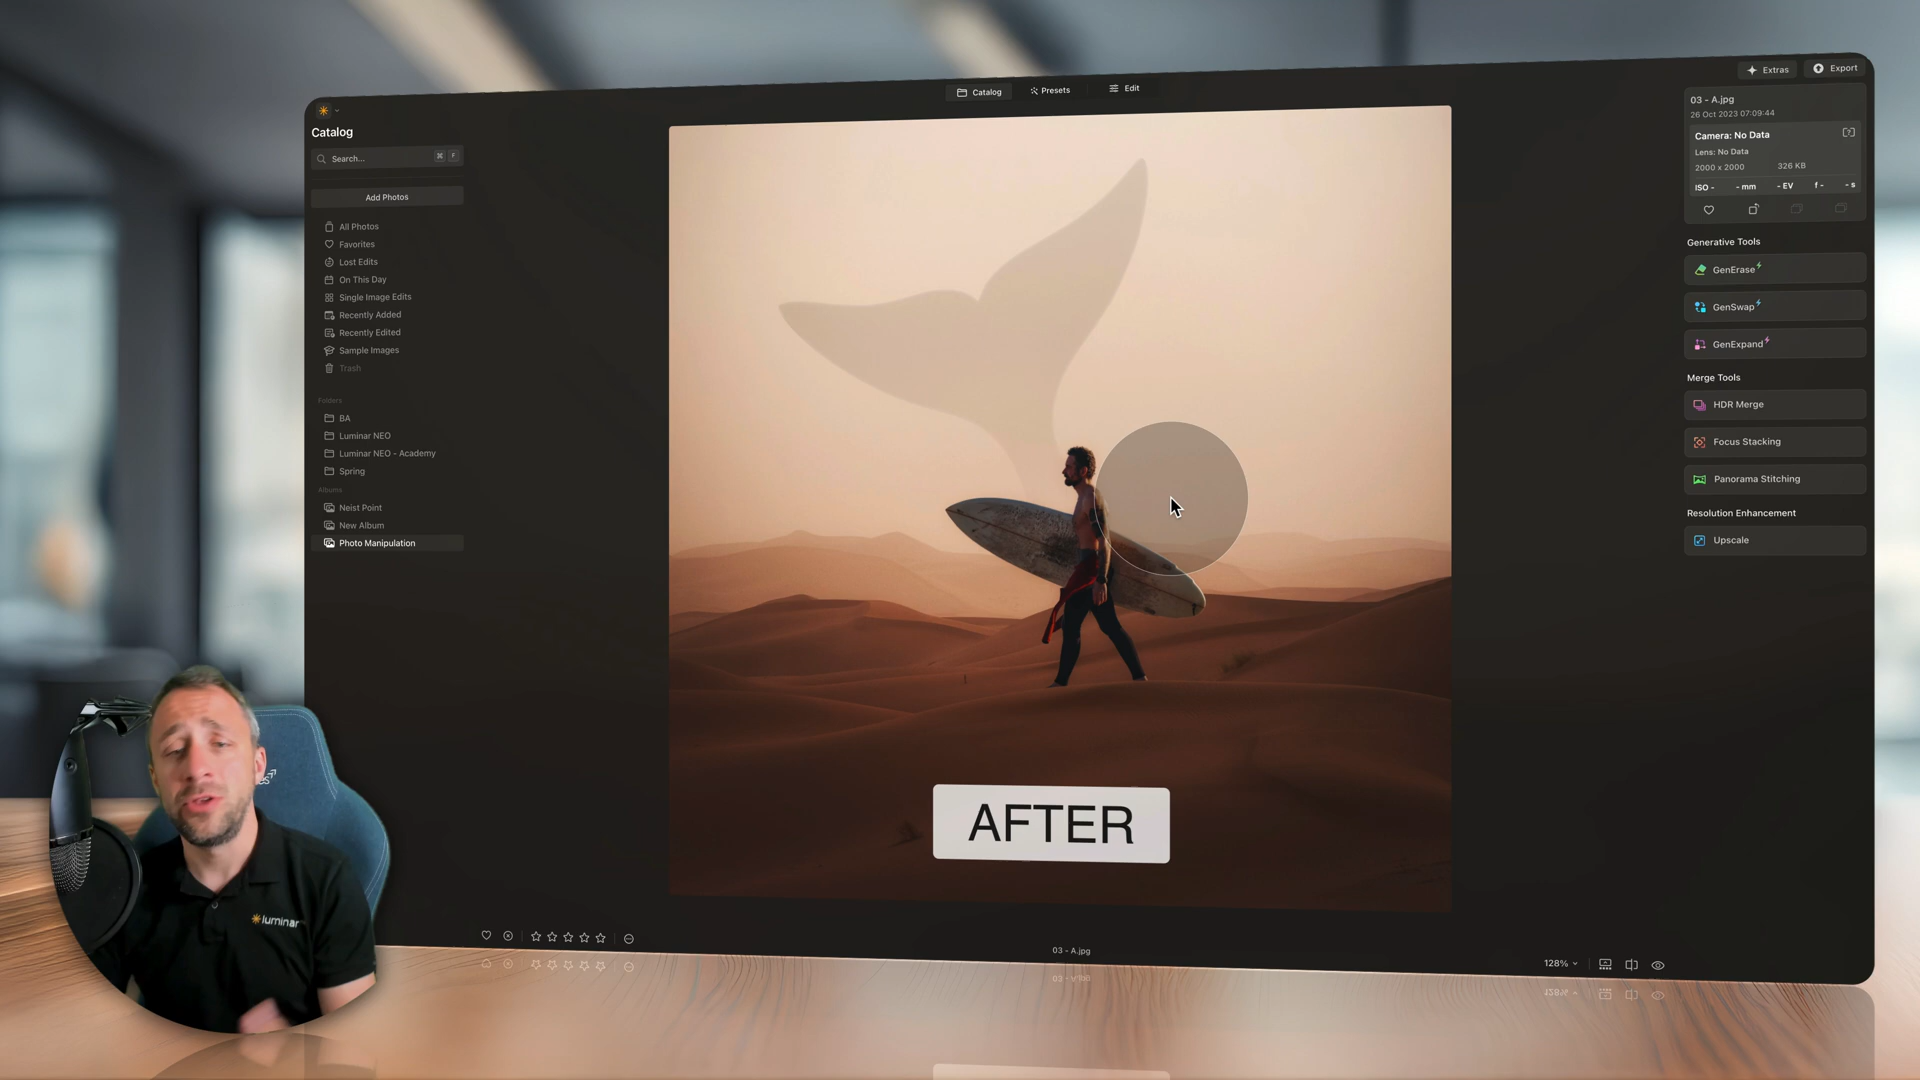 Catalog
Presets
Edit
Extras
Export
Catalog
Search...
⌘ F
Add Photos
All Photos
Favorites
Lost Edits
On This Day
Single Image Edits
Recently Added
Recently Edited
Sample Images
Trash
Folders
BA
Luminar NEO
Luminar NEO - Academy
Spring
Albums
Neist Point
New Album
Photo Manipulation
AFTER
luminar
03 - A.jpg
128%
03 - A.jpg
26 Oct 2023 07:09:44
Camera: No Data
Lens: No Data
2000 x 2000 326 KB
ISO - - mm - EV f - - s
Generative Tools
GenErase
GenSwap
GenExpand
Merge Tools
HDR Merge
Focus Stacking
Panorama Stitching
Resolution Enhancement
Upscale